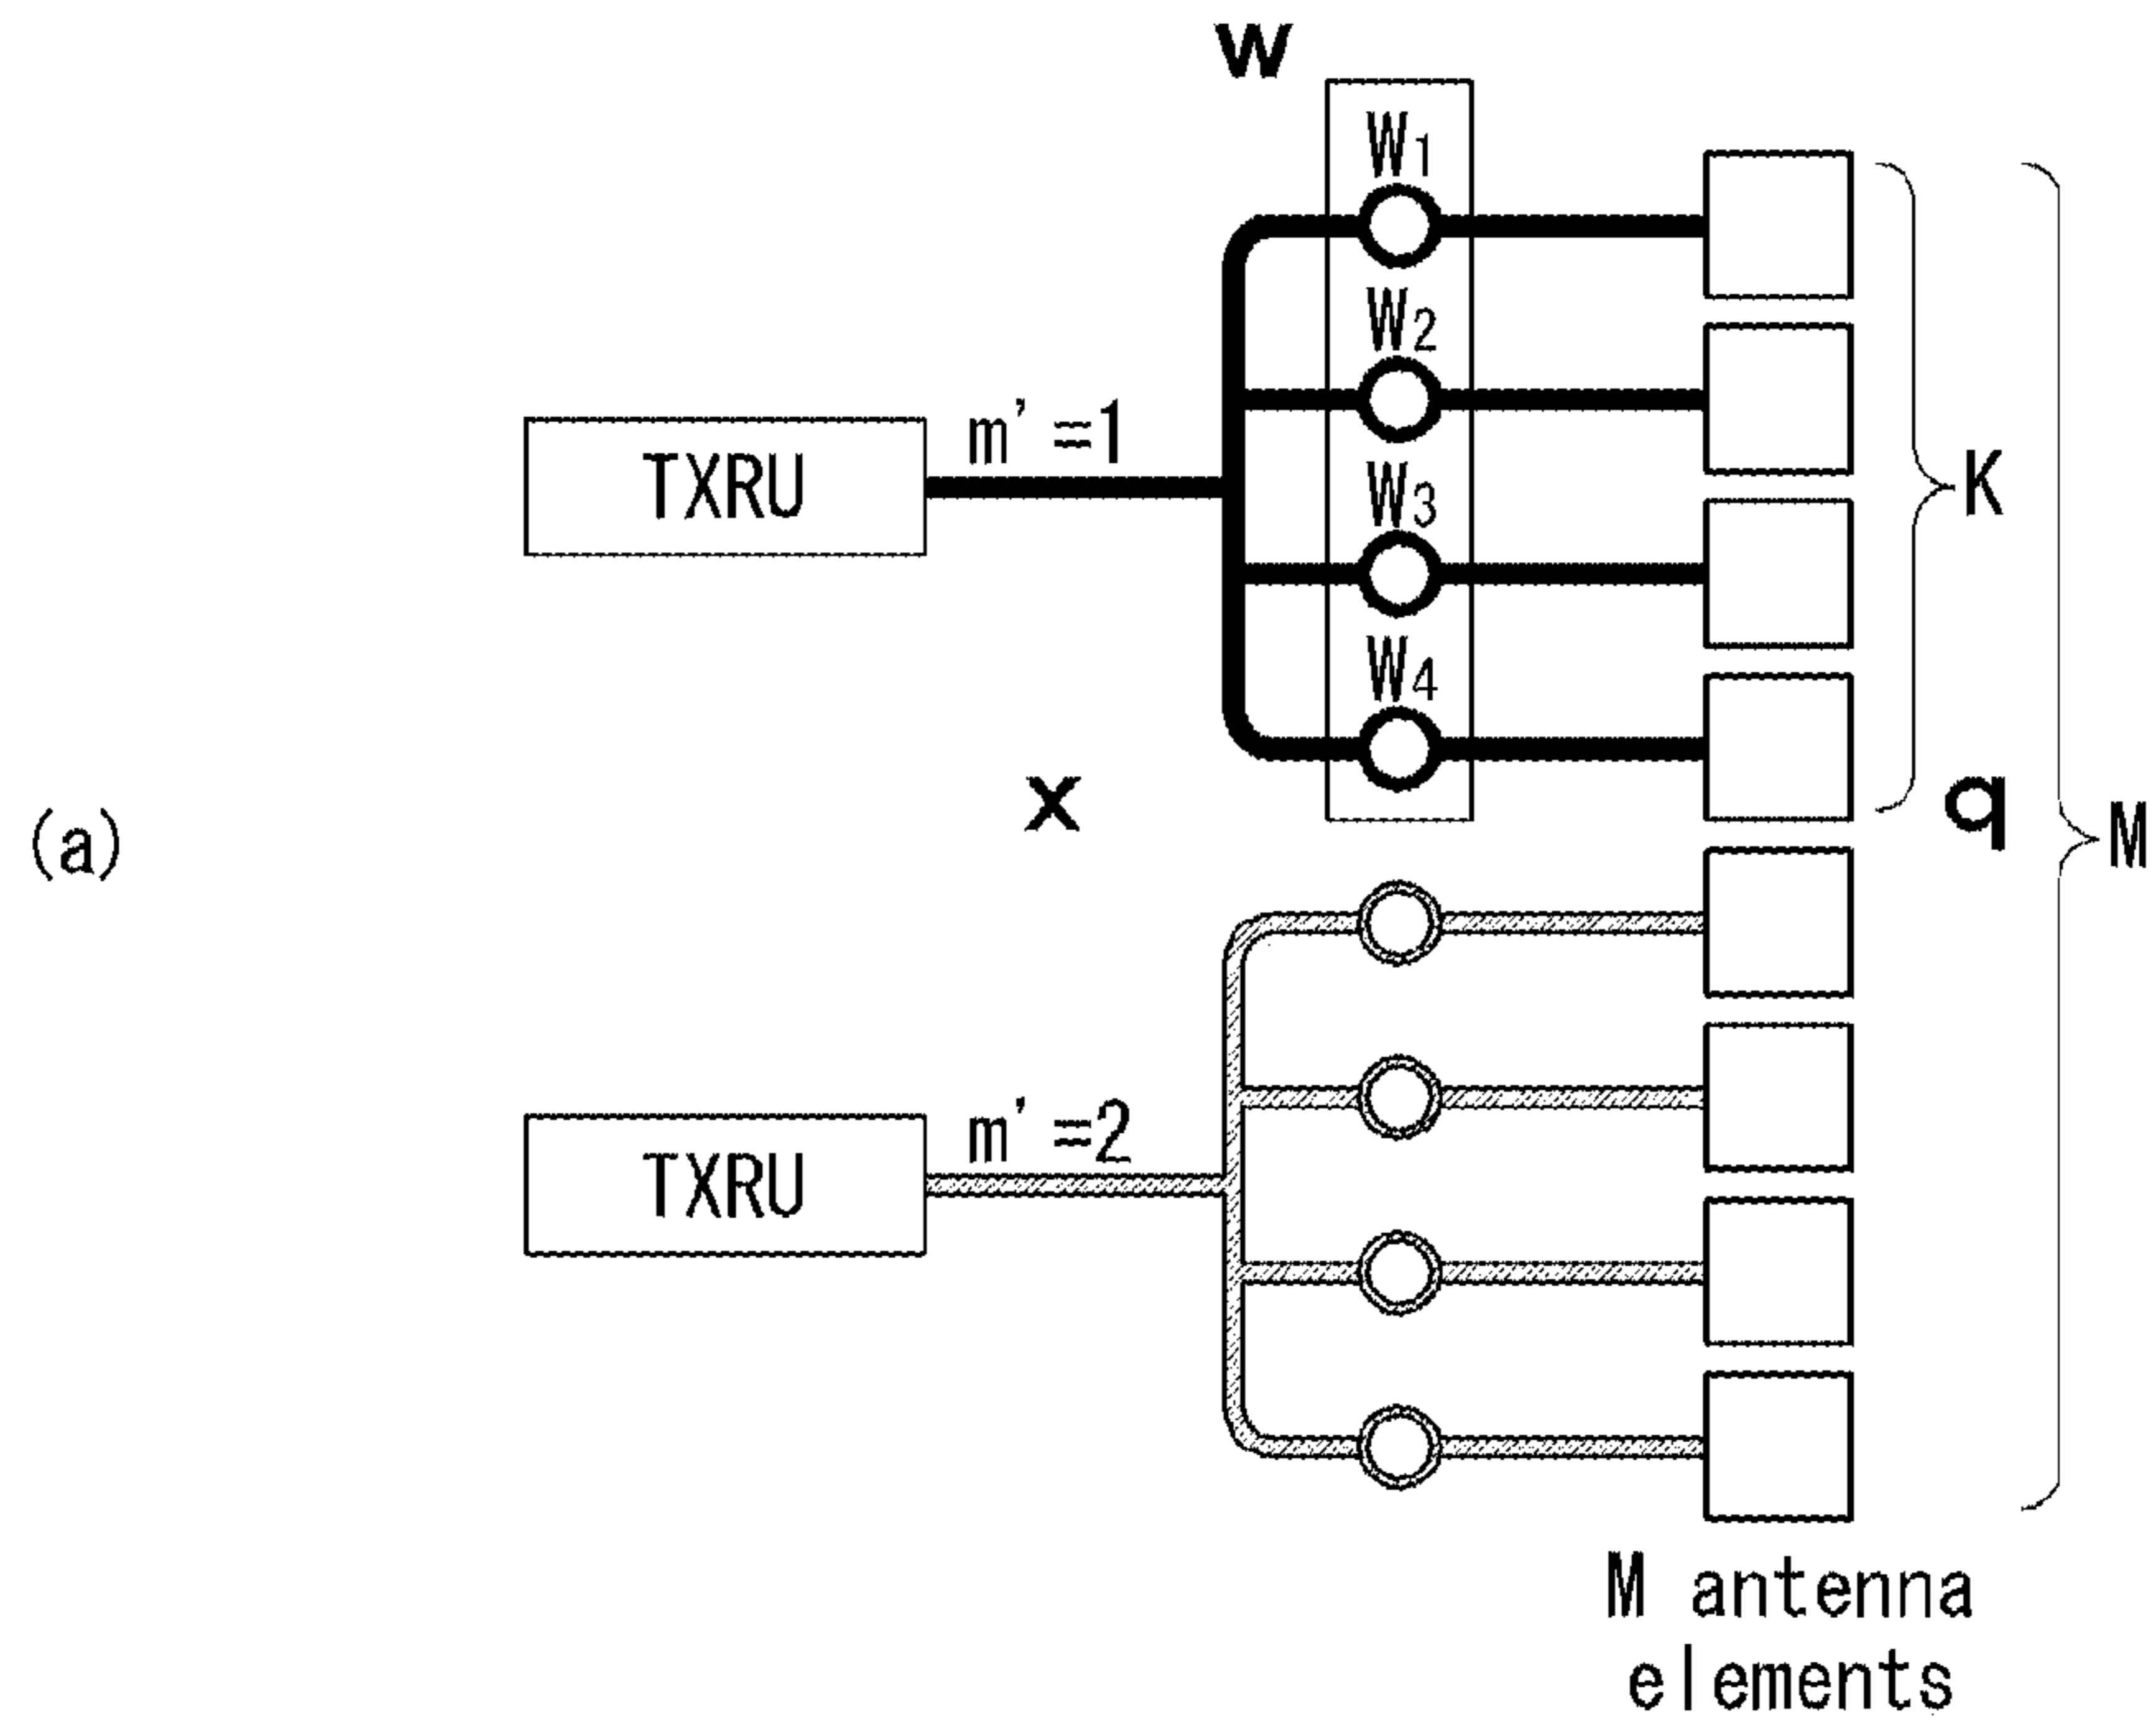 w
W1
W2
m'=1
TXRU
K
W3
W4
x
q
(a)
M
m'=2
TXRU
M antenna
elements